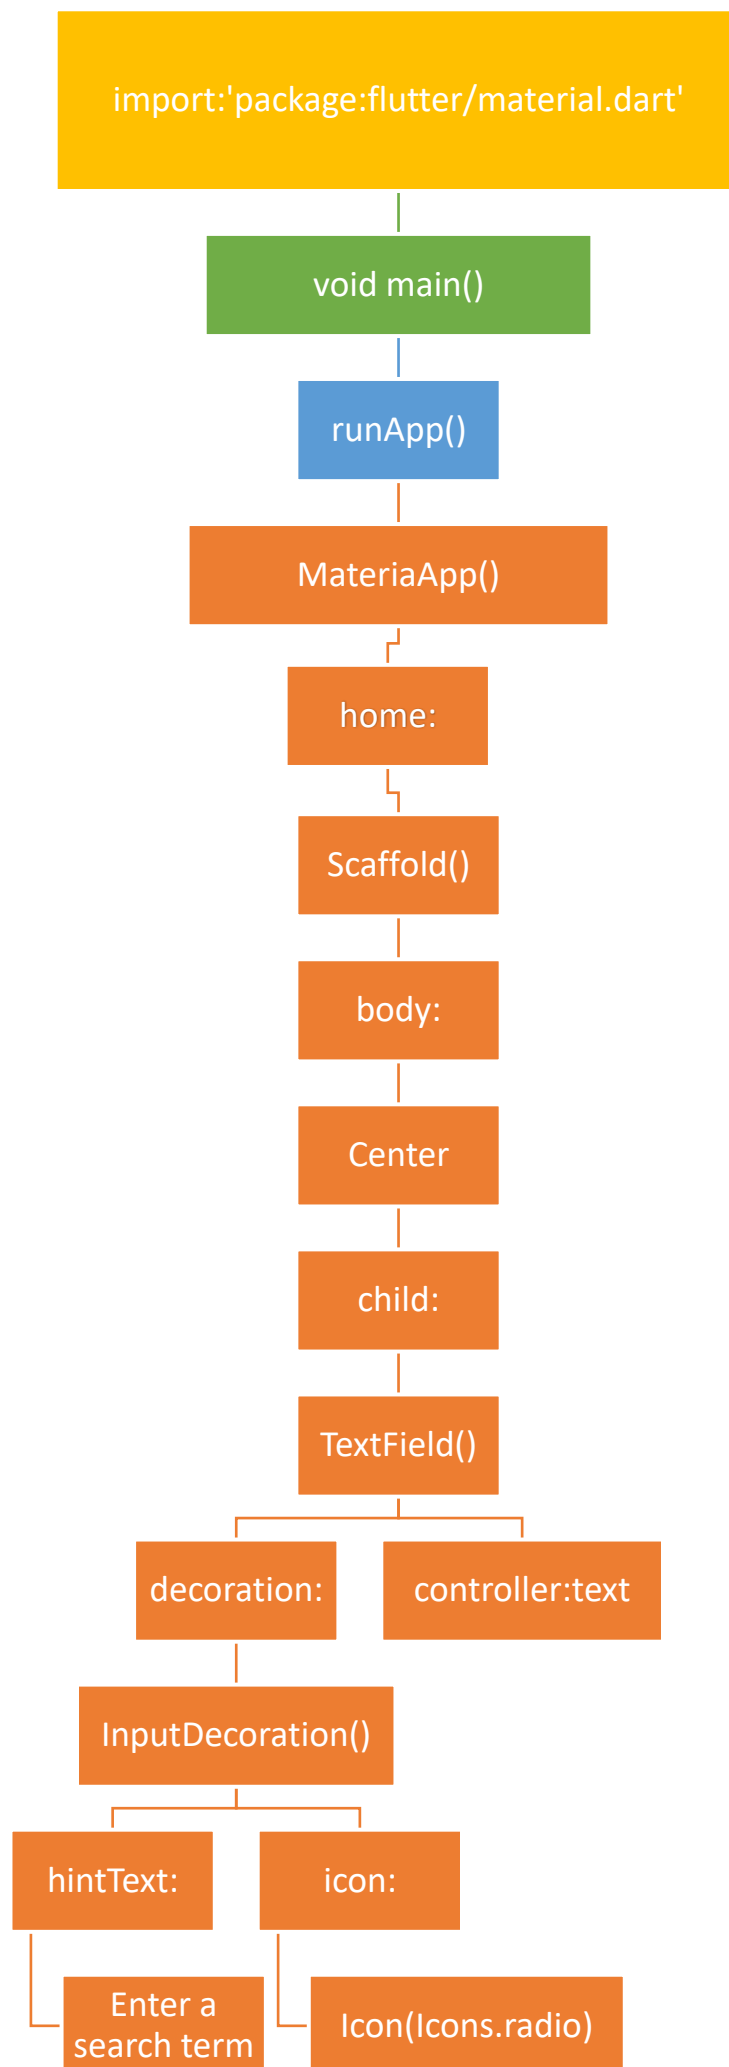 import:'package:flutter/material.dart'
void main()
runApp()
MateriaApp()
home:
Scaffold()
body:
Center
child:
TextField()
decoration:
controller:text
InputDecoration()
hintText:
icon:
Enter a
search term
Icon(Icons.radio)